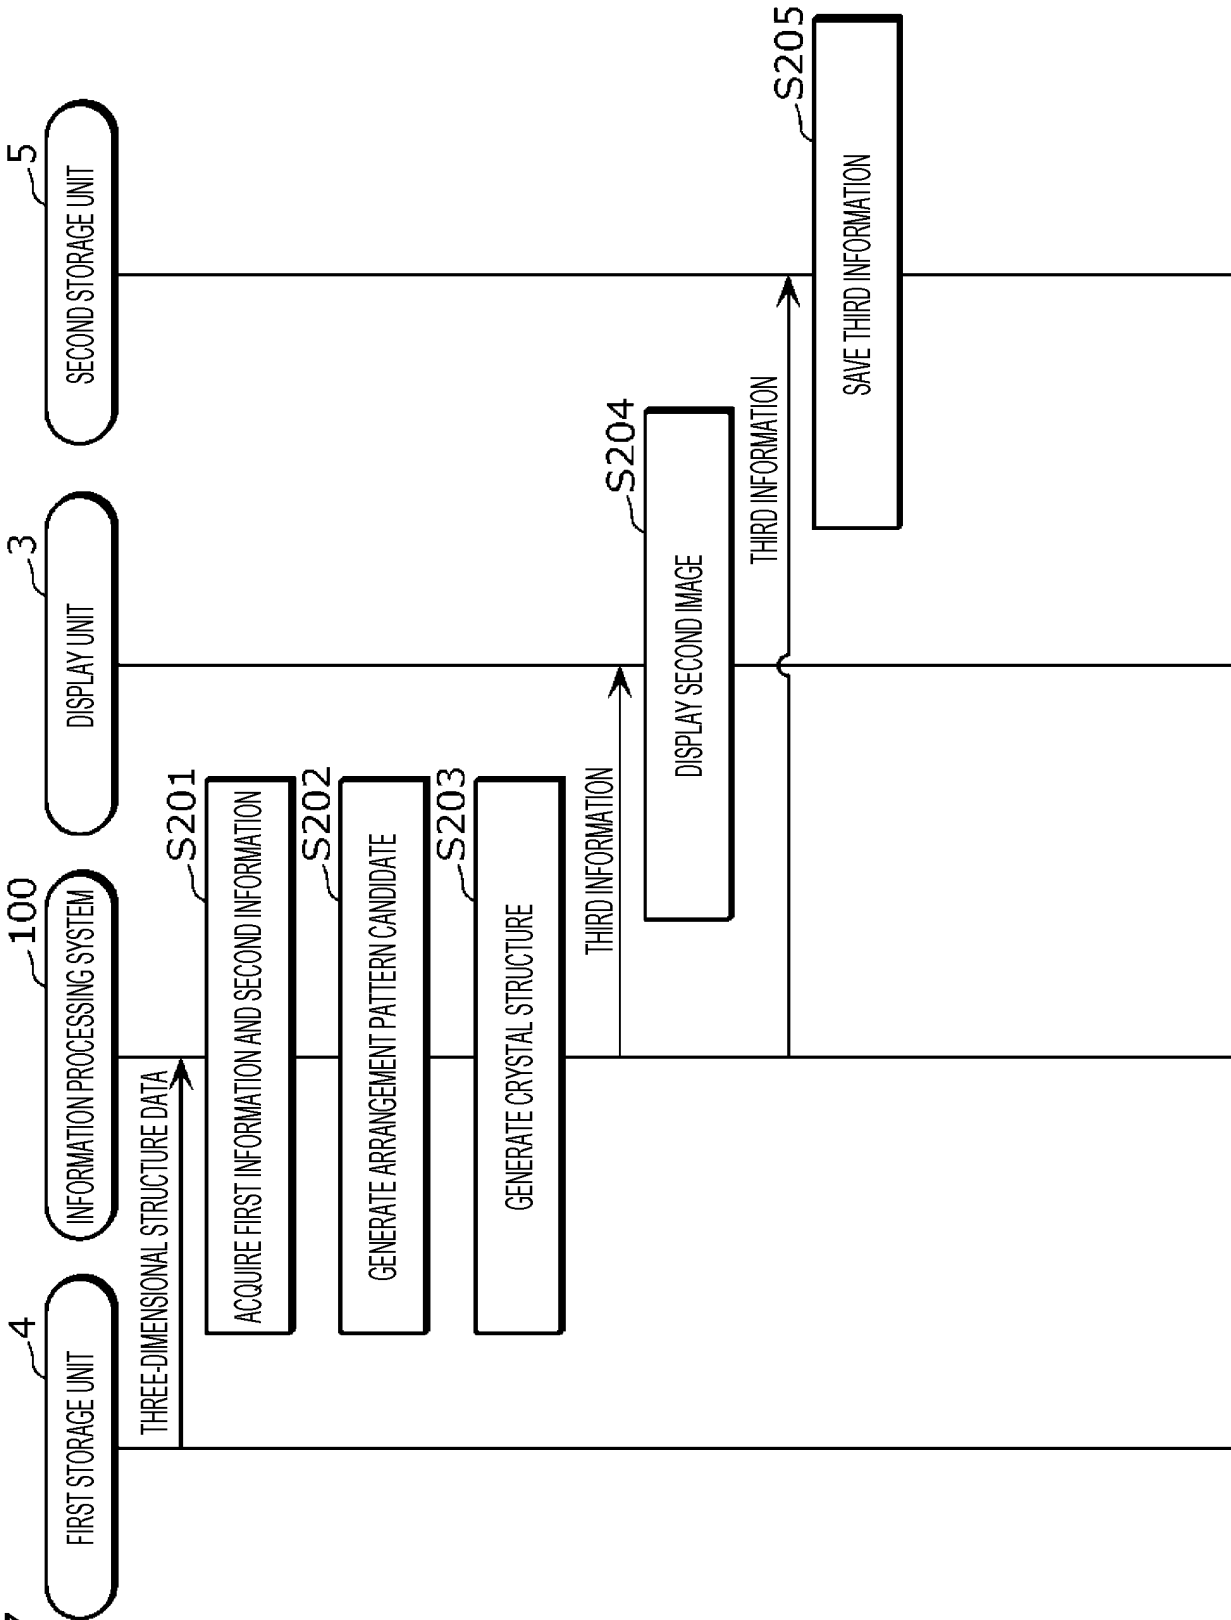 4
FIRST STORAGE UNIT
100
INFORMATION PROCESSING SYSTEM
3
DISPLAY UNIT
5
SECOND STORAGE UNIT
THREE-DIMENSIONAL STRUCTURE DATA
S201
ACQUIRE FIRST INFORMATION AND SECOND INFORMATION
S202
GENERATE ARRANGEMENT PATTERN CANDIDATE
S203
GENERATE CRYSTAL STRUCTURE
THIRD INFORMATION
S204
DISPLAY SECOND IMAGE
THIRD INFORMATION
S205
SAVE THIRD INFORMATION